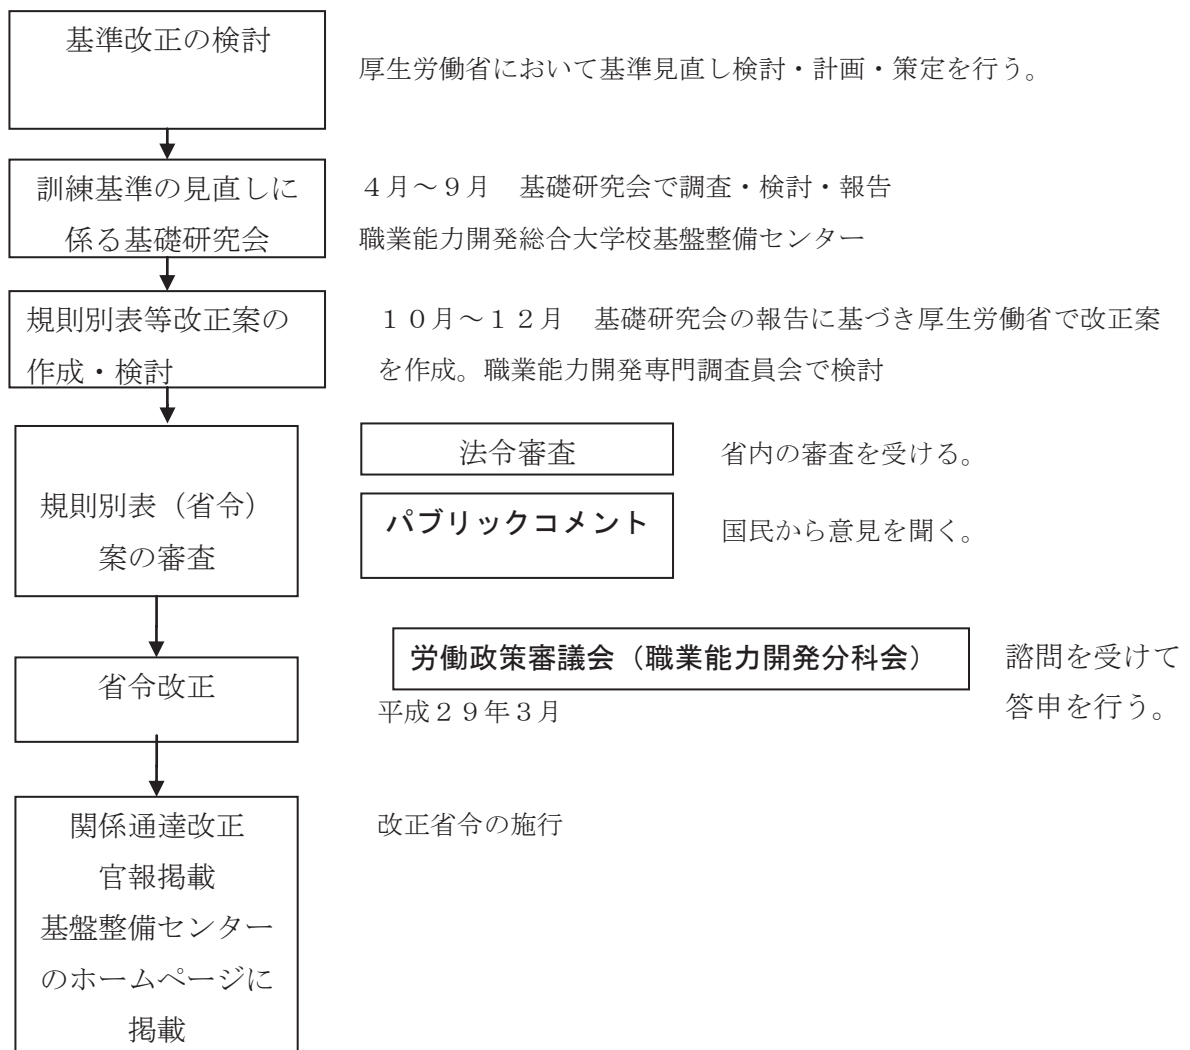 基準改正の検討
厚生労働省において基準見直し検討・計画・策定を行う。
訓練基準の見直しに
係る基礎研究会
４月～９月　基礎研究会で調査・検討・報告
職業能力開発総合大学校基盤整備センター
規則別表等改正案の
作成・検討
１０月～１２月　基礎研究会の報告に基づき厚生労働省で改正案
を作成。職業能力開発専門調査員会で検討
規則別表（省令）
案の審査
法令審査
省内の審査を受ける。
パブリックコメント
国民から意見を聞く。
省令改正
労働政策審議会（職業能力開発分科会）
平成２９年３月
諮問を受けて
答申を行う。
関係通達改正
官報掲載
基盤整備センター
のホームページに
掲載
改正省令の施行